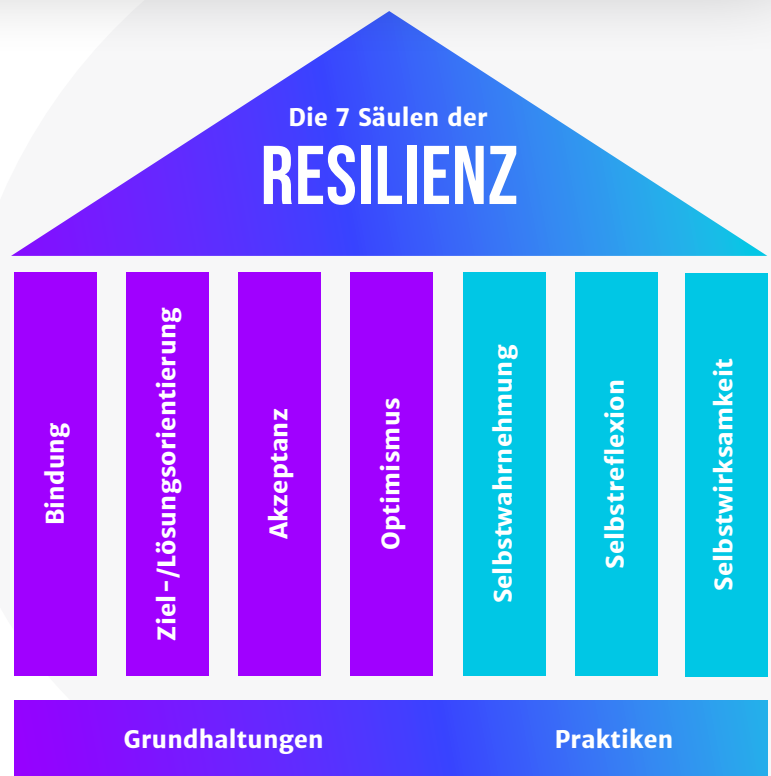 Die 7 Säulen der
RESILIENZ
Bindung
Ziel-/Lösungsorientierung
Akzeptanz
Optimismus
Selbstwahrnehmung
Selbstreflexion
Selbstwirksamkeit
Grundhaltungen
Praktiken